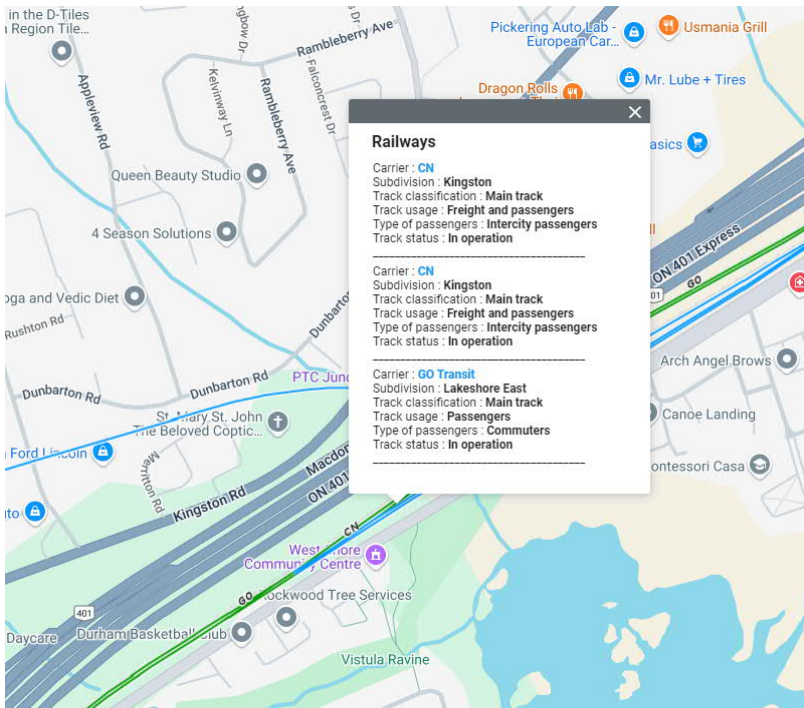 in the D-Tiles
Region Tile...
Rambleberry Ave
Pickering Auto Lab -
European Car...
Usmania Grill
Appleview Rd
Kelvinway Ln
Rambleberry Ave
Falconcrest Dr
Dragon Rolls
Mr. Lube + Tires
asics
Railways
Carrier : CN
Subdivision : Kingston
Track classification : Main track
Track usage : Freight and passengers
Type of passengers : Intercity passengers
Track status : In operation
Carrier : CN
Subdivision : Kingston
Track classification : Main track
Track usage : Freight and passengers
Type of passengers : Intercity passengers
Track status : In operation
Carrier : GO Transit
Subdivision : Lakeshore East
Track classification : Main track
Track usage : Passengers
Type of passengers : Commuters
Track status : In operation
Queen Beauty Studio
4 Season Solutions
ON 401 Express
GO
01
oga and Vedic Diet
Rushton Rd
Dunbarton
Dunbarton Rd
Dunbarton Rd
PTC Junc
Arch Angel Brows
St. Mary St. John
The Beloved Coptic...
Canoe Landing
Ford Lincoln
Merritton Rd
ontessori Casa
Kingston Rd
Macdon
ON 401
uto
CN
West Shore
Community Centre
GO
Rockwood Tree Services
401
Daycare
Durham Basketball Club
Vistula Ravine